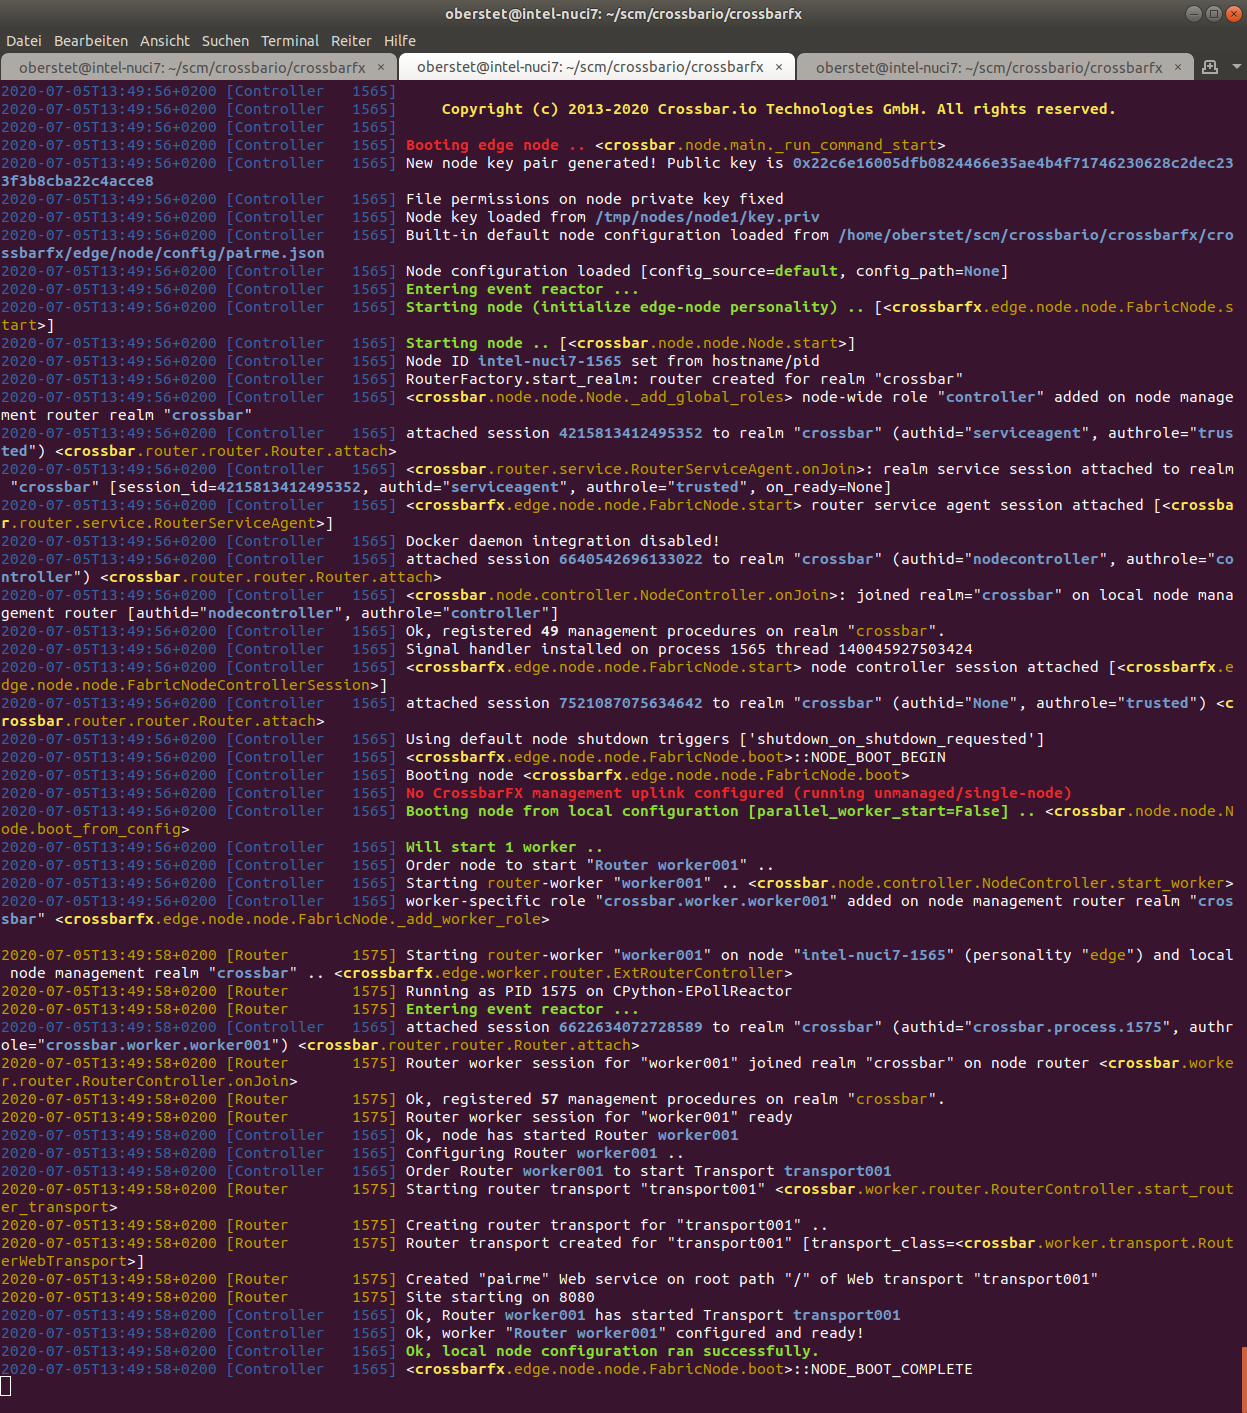 oberstet@intel-nuci7: ~/scm/crossbario/crossbarfx
Datei Bearbeiten Ansicht Suchen Terminal Reiter Hilfe
oberstet@intel-nuci7: ~/scm/crossbario/crossbarfx × oberstet@intel-nuci7: ~/scm/crossbario/crossbarfx × oberstet@intel-nuci7: ~/scm/crossbario/crossbarfx ×
2020-07-05T13:49:56+0200 [Controller   1565]
2020-07-05T13:49:56+0200 [Controller   1565]     Copyright (c) 2013-2020 Crossbar.io Technologies GmbH. All rights reserved.
2020-07-05T13:49:56+0200 [Controller   1565]
2020-07-05T13:49:56+0200 [Controller   1565] Booting edge node .. <crossbar.node.main._run_command_start>
2020-07-05T13:49:56+0200 [Controller   1565] New node key pair generated! Public key is 0x22c6e16005dfb0824466e35ae4b4f71746230628c2dec23
3f3b8cba22c4acce8
2020-07-05T13:49:56+0200 [Controller   1565] File permissions on node private key fixed
2020-07-05T13:49:56+0200 [Controller   1565] Node key loaded from /tmp/nodes/node1/key.priv
2020-07-05T13:49:56+0200 [Controller   1565] Built-in default node configuration loaded from /home/oberstet/scm/crossbario/crossbarfx/cro
ssbarfx/edge/node/config/pairme.json
2020-07-05T13:49:56+0200 [Controller   1565] Node configuration loaded [config_source=default, config_path=None]
2020-07-05T13:49:56+0200 [Controller   1565] Entering event reactor ...
2020-07-05T13:49:56+0200 [Controller   1565] Starting node (initialize edge-node personality) .. [<crossbarfx.edge.node.node.FabricNode.s
tart>]
2020-07-05T13:49:56+0200 [Controller   1565] Starting node .. [<crossbar.node.node.Node.start>]
2020-07-05T13:49:56+0200 [Controller   1565] Node ID intel-nuci7-1565 set from hostname/pid
2020-07-05T13:49:56+0200 [Controller   1565] RouterFactory.start_realm: router created for realm "crossbar"
2020-07-05T13:49:56+0200 [Controller   1565] <crossbar.node.node.Node._add_global_roles> node-wide role "controller" added on node manage
ment router realm "crossbar"
2020-07-05T13:49:56+0200 [Controller   1565] attached session 4215813412495352 to realm "crossbar" (authid="serviceagent", authrole="trus
ted") <crossbar.router.router.Router.attach>
2020-07-05T13:49:56+0200 [Controller   1565] <crossbar.router.service.RouterServiceAgent.onJoin>: realm service session attached to realm
 "crossbar" [session_id=4215813412495352, authid="serviceagent", authrole="trusted", on_ready=None]
2020-07-05T13:49:56+0200 [Controller   1565] <crossbarfx.edge.node.node.FabricNode.start> router service agent session attached [<crossba
r.router.service.RouterServiceAgent>]
2020-07-05T13:49:56+0200 [Controller   1565] Docker daemon integration disabled!
2020-07-05T13:49:56+0200 [Controller   1565] attached session 6640542696133022 to realm "crossbar" (authid="nodecontroller", authrole="co
ntroller") <crossbar.router.router.Router.attach>
2020-07-05T13:49:56+0200 [Controller   1565] <crossbar.node.controller.NodeController.onJoin>: joined realm="crossbar" on local node mana
gement router [authid="nodecontroller", authrole="controller"]
2020-07-05T13:49:56+0200 [Controller   1565] Ok, registered 49 management procedures on realm "crossbar".
2020-07-05T13:49:56+0200 [Controller   1565] Signal handler installed on process 1565 thread 140045927503424
2020-07-05T13:49:56+0200 [Controller   1565] <crossbarfx.edge.node.node.FabricNode.start> node controller session attached [<crossbarfx.e
dge.node.node.FabricNodeControllerSession>]
2020-07-05T13:49:56+0200 [Controller   1565] attached session 7521087075634642 to realm "crossbar" (authid="None", authrole="trusted") <c
rossbar.router.router.Router.attach>
2020-07-05T13:49:56+0200 [Controller   1565] Using default node shutdown triggers ['shutdown_on_shutdown_requested']
2020-07-05T13:49:56+0200 [Controller   1565] <crossbarfx.edge.node.node.FabricNode.boot>::NODE_BOOT_BEGIN
2020-07-05T13:49:56+0200 [Controller   1565] Booting node <crossbarfx.edge.node.node.FabricNode.boot>
2020-07-05T13:49:56+0200 [Controller   1565] No CrossbarFX management uplink configured (running unmanaged/single-node)
2020-07-05T13:49:56+0200 [Controller   1565] Booting node from local configuration [parallel_worker_start=False] .. <crossbar.node.node.N
ode.boot_from_config>
2020-07-05T13:49:56+0200 [Controller   1565] Will start 1 worker ..
2020-07-05T13:49:56+0200 [Controller   1565] Order node to start "Router worker001" ..
2020-07-05T13:49:56+0200 [Controller   1565] Starting router-worker "worker001" .. <crossbar.node.controller.NodeController.start_worker>
2020-07-05T13:49:56+0200 [Controller   1565] worker-specific role "crossbar.worker.worker001" added on node management router realm "cros
sbar" <crossbarfx.edge.node.node.FabricNode._add_worker_role>
2020-07-05T13:49:58+0200 [Router       1575] Starting router-worker "worker001" on node "intel-nuci7-1565" (personality "edge") and local
 node management realm "crossbar" .. <crossbarfx.edge.worker.router.ExtRouterController>
2020-07-05T13:49:58+0200 [Router       1575] Running as PID 1575 on CPython-EPollReactor
2020-07-05T13:49:58+0200 [Router       1575] Entering event reactor ...
2020-07-05T13:49:58+0200 [Controller   1565] attached session 6622634072728589 to realm "crossbar" (authid="crossbar.process.1575", authr
ole="crossbar.worker.worker001") <crossbar.router.router.Router.attach>
2020-07-05T13:49:58+0200 [Router       1575] Router worker session for "worker001" joined realm "crossbar" on node router <crossbar.worke
r.router.RouterController.onJoin>
2020-07-05T13:49:58+0200 [Router       1575] Ok, registered 57 management procedures on realm "crossbar".
2020-07-05T13:49:58+0200 [Router       1575] Router worker session for "worker001" ready
2020-07-05T13:49:58+0200 [Controller   1565] Ok, node has started Router worker001
2020-07-05T13:49:58+0200 [Controller   1565] Configuring Router worker001 ..
2020-07-05T13:49:58+0200 [Controller   1565] Order Router worker001 to start Transport transport001
2020-07-05T13:49:58+0200 [Router       1575] Starting router transport "transport001" <crossbar.worker.router.RouterController.start_rout
er_transport>
2020-07-05T13:49:58+0200 [Router       1575] Creating router transport for "transport001" ..
2020-07-05T13:49:58+0200 [Router       1575] Router transport created for "transport001" [transport_class=<crossbar.worker.transport.Rout
erWebTransport>]
2020-07-05T13:49:58+0200 [Router       1575] Created "pairme" Web service on root path "/" of Web transport "transport001"
2020-07-05T13:49:58+0200 [Router       1575] Site starting on 8080
2020-07-05T13:49:58+0200 [Controller   1565] Ok, Router worker001 has started Transport transport001
2020-07-05T13:49:58+0200 [Controller   1565] Ok, worker "Router worker001" configured and ready!
2020-07-05T13:49:58+0200 [Controller   1565] Ok, local node configuration ran successfully.
2020-07-05T13:49:58+0200 [Controller   1565] <crossbarfx.edge.node.node.FabricNode.boot>::NODE_BOOT_COMPLETE